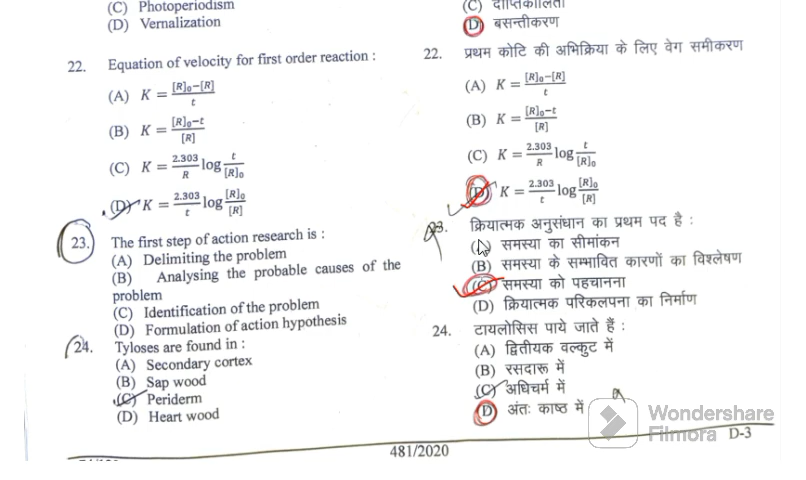 (C) Photoperiodism
(D) Vernalization
22. Equation of velocity for first order reaction :
(A) K = [R]₀−[R] / t
(B) K = [R]₀−t / [R]
(C) K = 2.303 / R log t / [R]₀
(D) K = 2.303 / t log [R]₀ / [R]
23. The first step of action research is :
(A) Delimiting the problem
(B) Analysing the probable causes of the
problem
(C) Identification of the problem
(D) Formulation of action hypothesis
24. Tyloses are found in :
(A) Secondary cortex
(B) Sap wood
(C) Periderm
(D) Heart wood
(C) दीप्तिकालिता
(D) बसन्तीकरण
22. प्रथम कोटि की अभिक्रिया के लिए वेग समीकरण
(A) K = [R]₀−[R] / t
(B) K = [R]₀−t / [R]
(C) K = 2.303 / R log t / [R]₀
(D) K = 2.303 / t log [R]₀ / [R]
23. क्रियात्मक अनुसंधान का प्रथम पद है :
(A) समस्या का सीमांकन
(B) समस्या के सम्भावित कारणों का विश्लेषण
(C) समस्या को पहचानना
(D) क्रियात्मक परिकलपना का निर्माण
24. टायलोसिस पाये जाते हैं :
(A) द्वितीयक वल्कुट में
(B) रसदारू में
(C) अधिचर्म में
(D) अंतः काष्ठ में
Wondershare
Filmora
D-3
481/2020